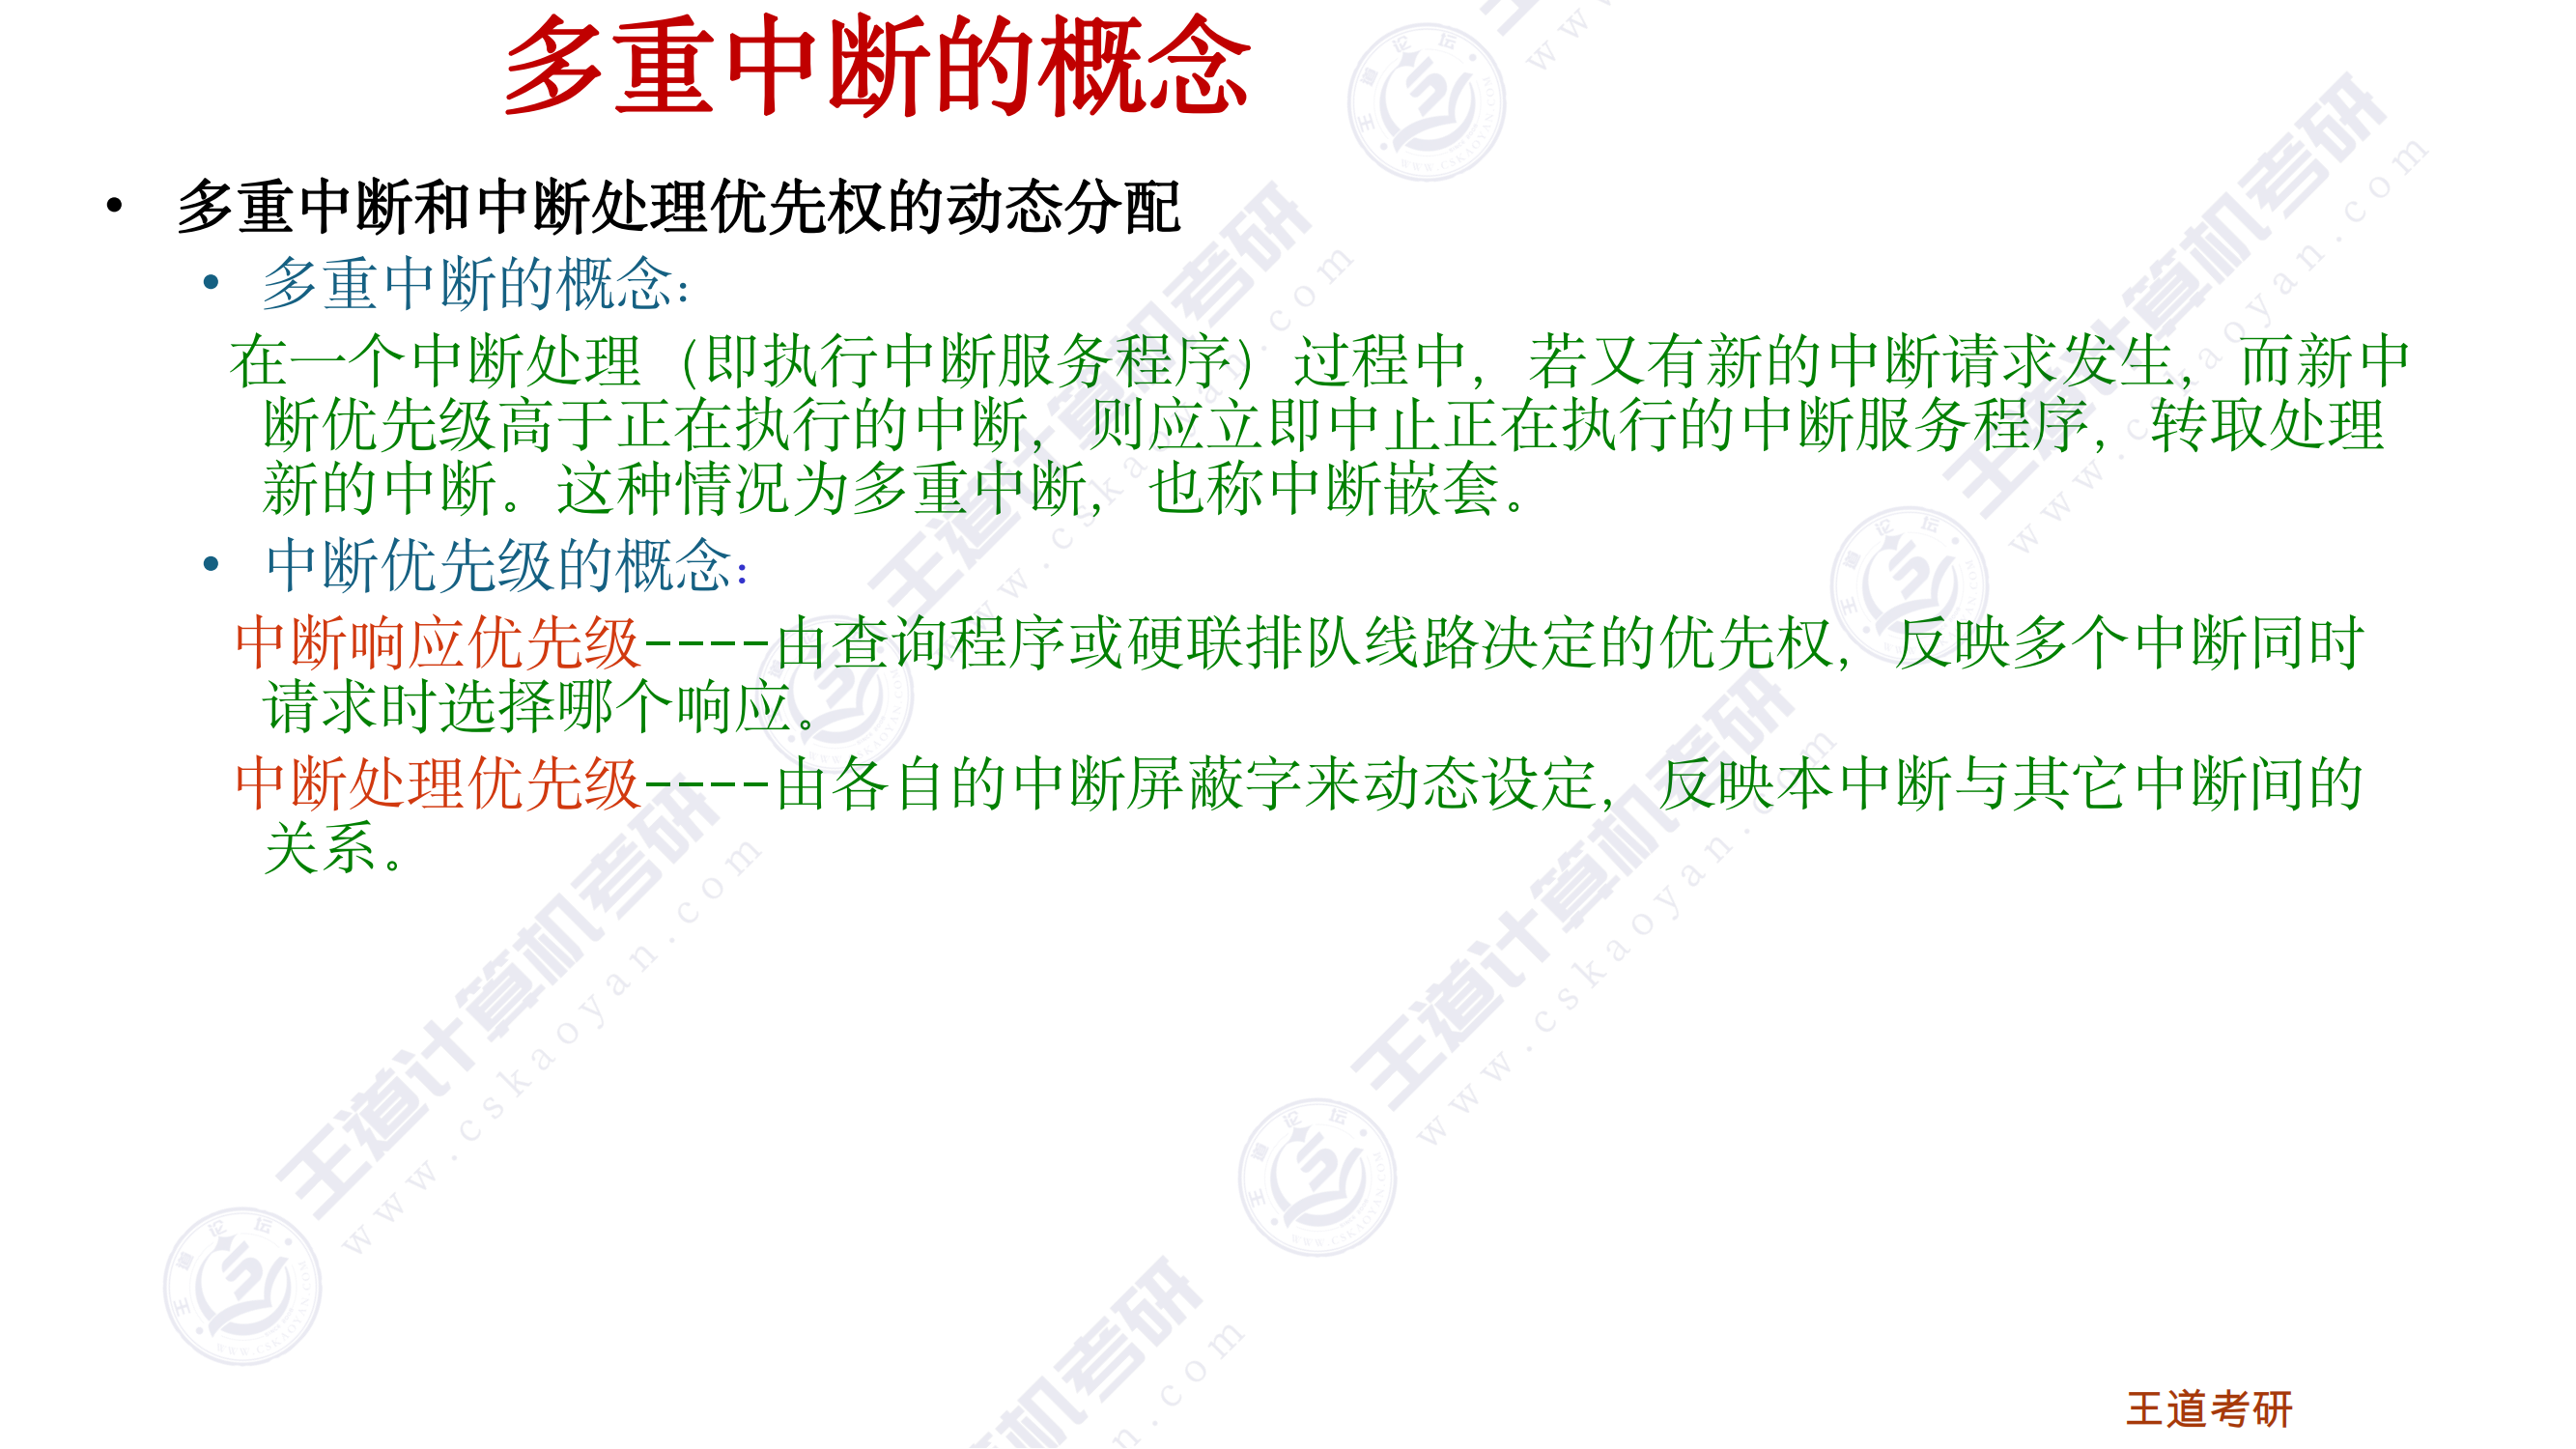 多重中断的概念
• 多重中断和中断处理优先权的动态分配
• 多重中断的概念：
在一个中断处理（即执行中断服务程序）过程中，若又有新的中断请求发生，而新中
断优先级高于正在执行的中断，则应立即中止正在执行的中断服务程序，转取处理
新的中断。这种情况为多重中断，也称中断嵌套。
• 中断优先级的概念：
中断响应优先级----由查询程序或硬联排队线路决定的优先权，反映多个中断同时
请求时选择哪个响应。
中断处理优先级----由各自的中断屏蔽字来动态设定，反映本中断与其它中断间的
关系。
王道计算机考研
www.cskaoyan.com
王道考研